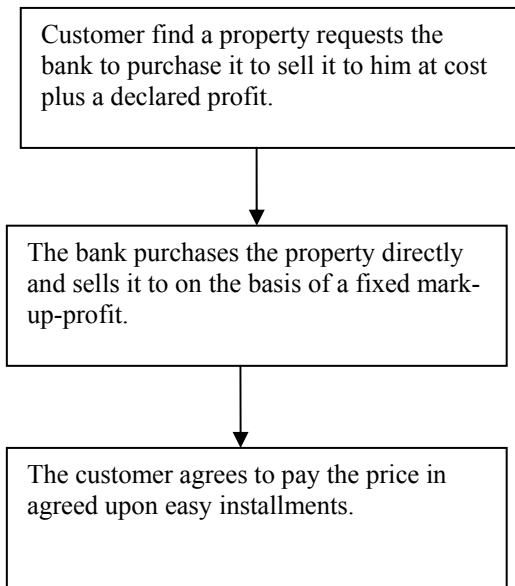 Customer find a property requests the
bank to purchase it to sell it to him at cost
plus a declared profit.
The bank purchases the property directly
and sells it to on the basis of a fixed mark-
up-profit.
The customer agrees to pay the price in
agreed upon easy installments.